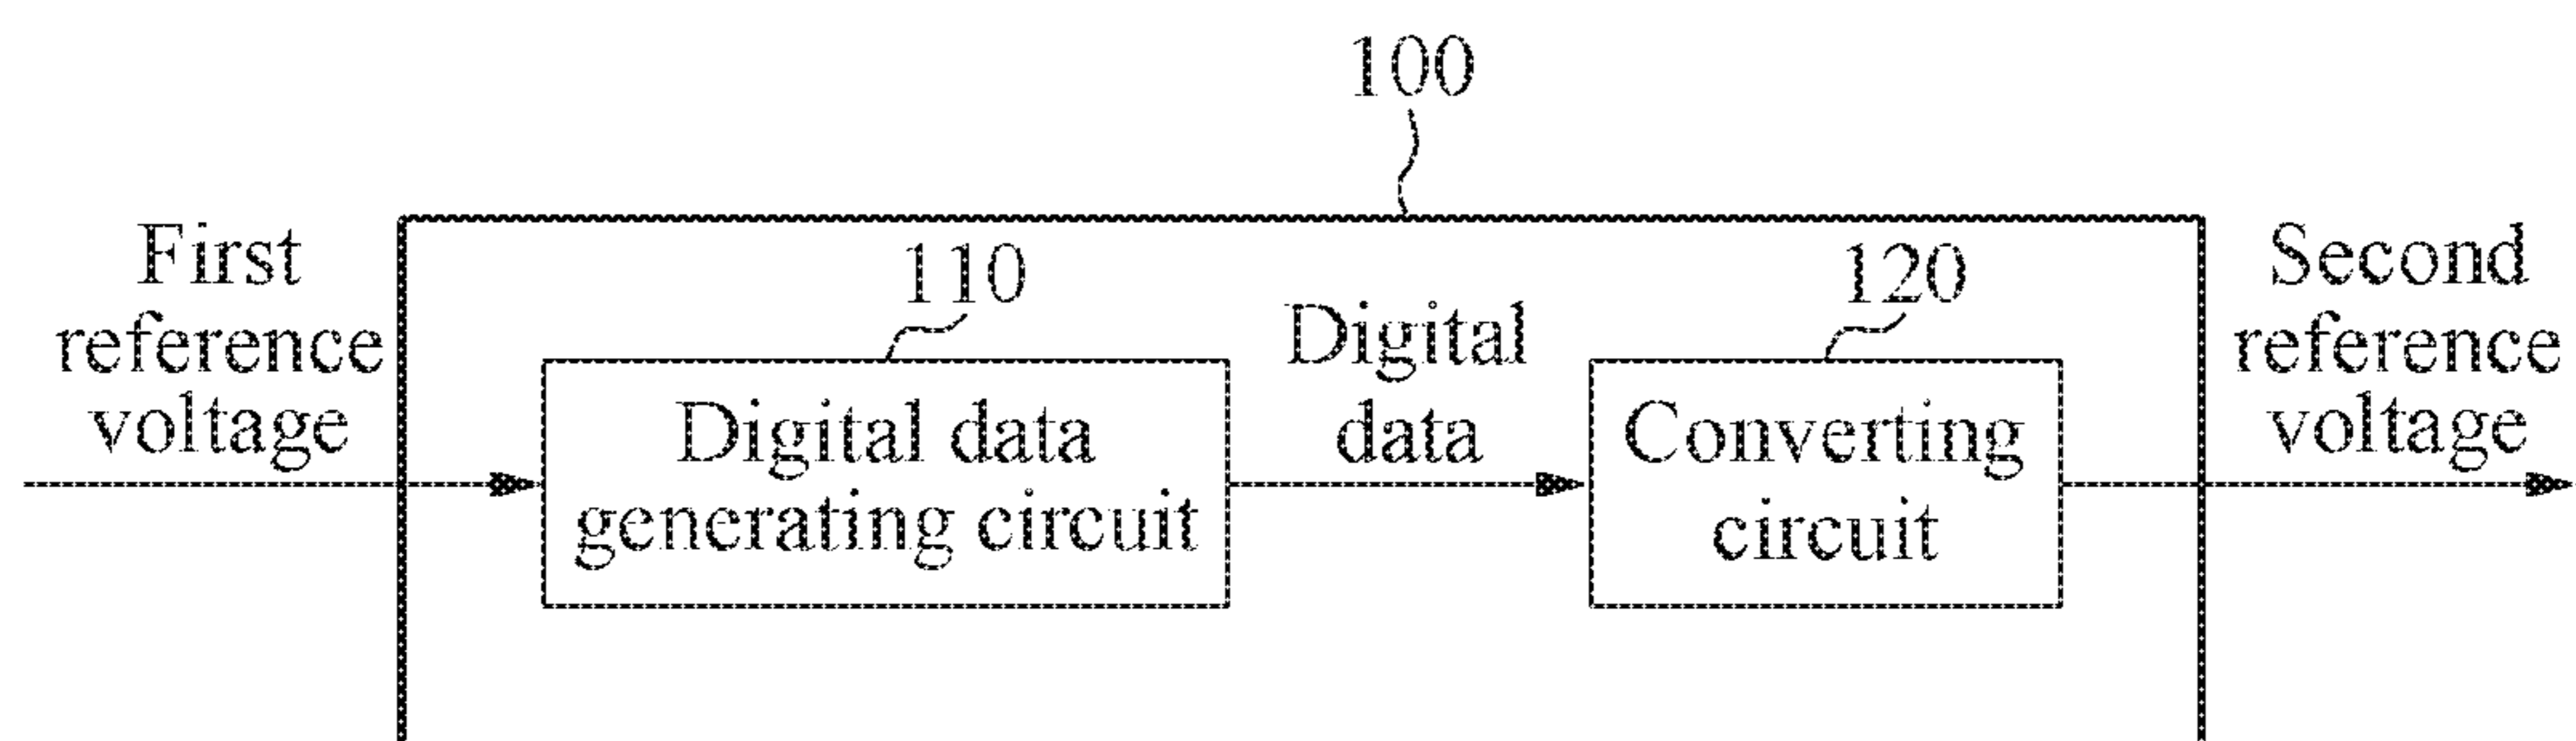 100
First
reference
voltage
110
Digital data
generating circuit
Digital
data
120
Converting
circuit
Second
reference
voltage